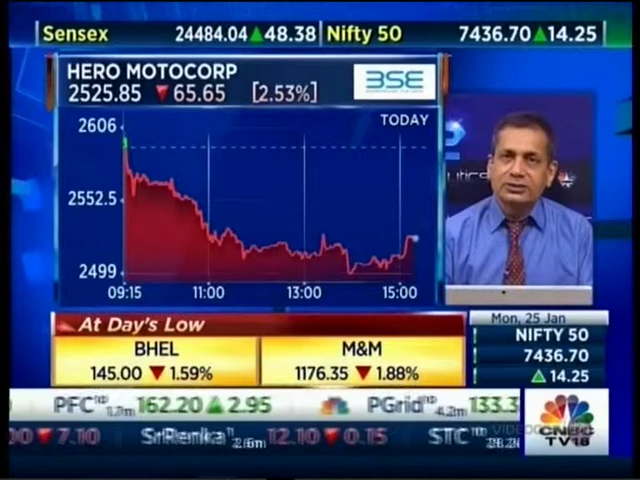 Sensex 24484.04 ▲ 48.38 Nifty 50 7436.70 ▲ 14.25
HERO MOTOCORP
2525.85 ▼ 65.65 [2.53%]
BSE
TODAY
2606
2552.5
2499
09:15 11:00 13:00 15:00
At Day's Low
BHEL
145.00 ▼ 1.59%
M&M
1176.35 ▼ 1.88%
Mon, 25 Jan
NIFTY 50
7436.70
▲ 14.25
PFC 162.20 ▲ 2.95 PGrid 4.2m 133.3
00 ▼ 7.10 SrRenka 12.10 ▼ 0.15 STC
CNBC
TV18